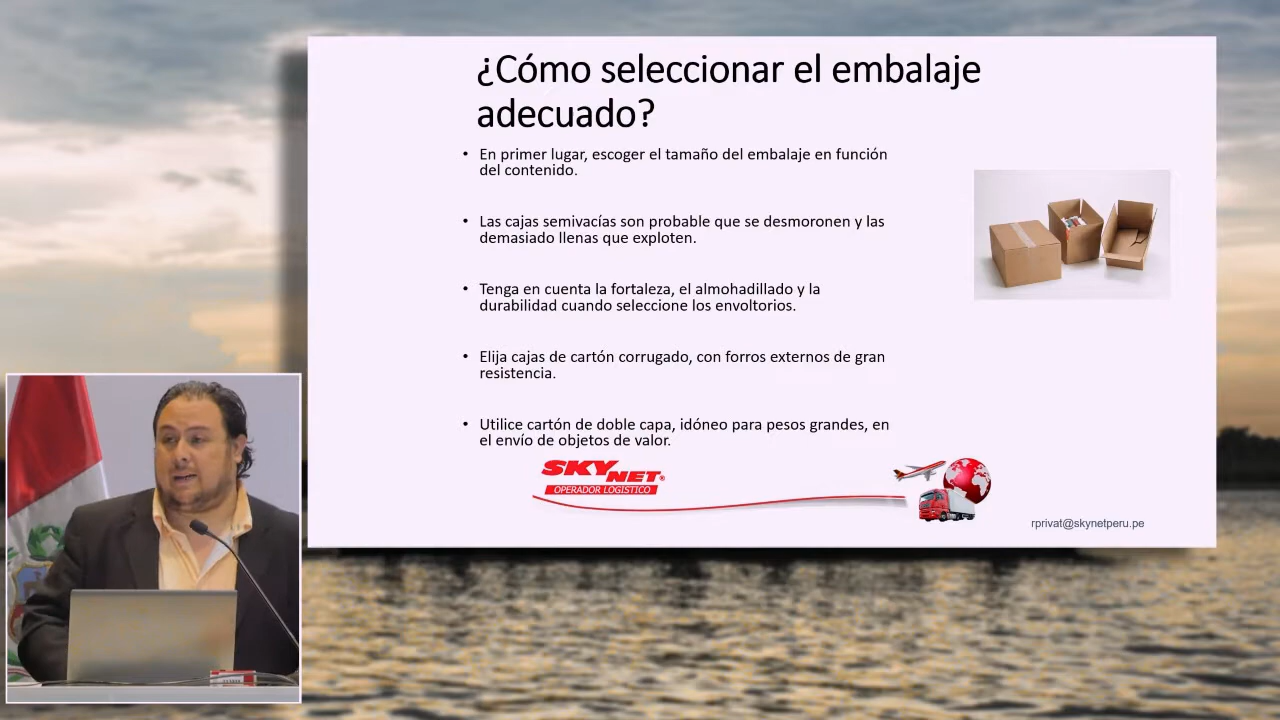 ¿Cómo seleccionar el embalaje
adecuado?
• En primer lugar, escoger el tamaño del embalaje en función
del contenido.
• Las cajas semivacías son probable que se desmoronen y las
demasiado llenas que exploten.
• Tenga en cuenta la fortaleza, el almohadillado y la
durabilidad cuando seleccione los envoltorios.
• Elija cajas de cartón corrugado, con forros externos de gran
resistencia.
• Utilice cartón de doble capa, idóneo para pesos grandes, en
el envío de objetos de valor.
SKYNET®
OPERADOR LOGÍSTICO
rprivat@skynetperu.pe